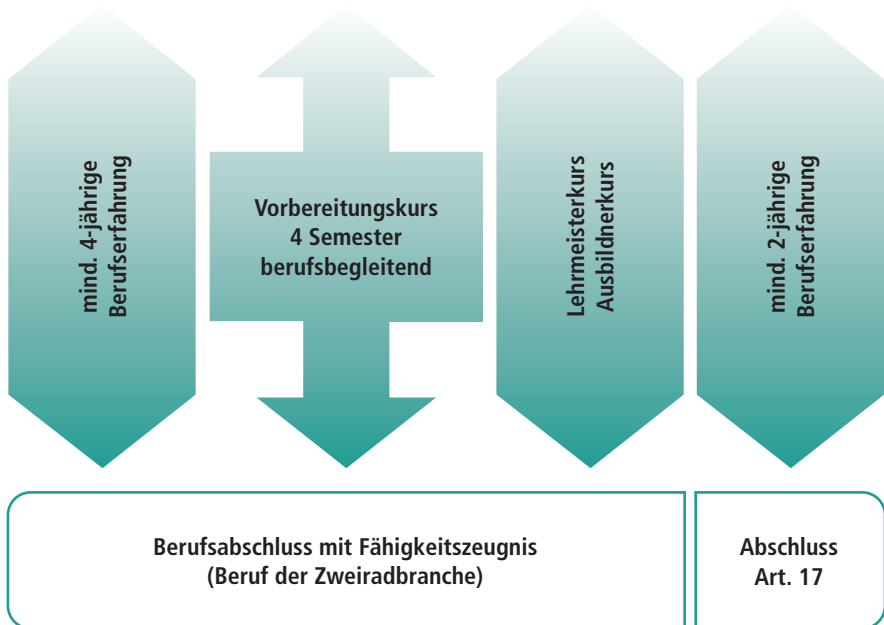 mind. 4-jährige
Berufserfahrung
Vorbereitungskurs
4 Semester
berufsbegleitend
Lehrmeisterkurs
Ausbildnerkurs
mind. 2-jährige
Berufserfahrung
Berufsabschluss mit Fähigkeitszeugnis
(Beruf der Zweiradbranche)
Abschluss
Art. 17